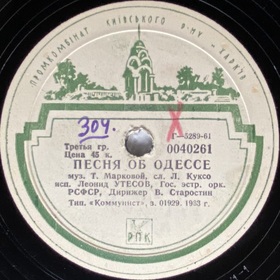 ПРОМКОМБІНАТ КИЇВСЬКОГО Р-НУ • ХАРКІВ
304.
Г-5289-61
Третья гр.
Цена 45 к.
0040261
ПЕСНЯ ОБ ОДЕССЕ
муз. Т. Марковой, сл. Л. Куксо
исп. Леонид УТЕСОВ, Гос. эстр. орк.
РСФСР, Дирижер В. Старостин
Тип. «Коммунист», з. 01929. 1963 г.
РПК